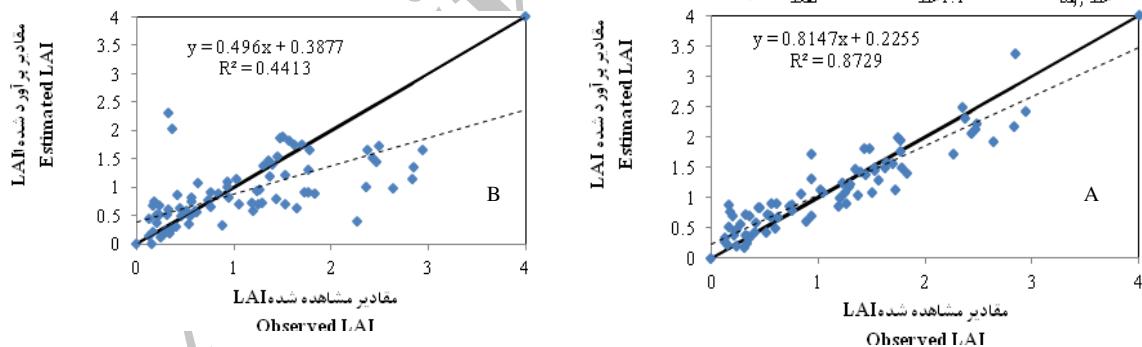 y = 0.496x + 0.3877
R² = 0.4413
مقادیر برآورد شده LAI
Estimated LAI
4
3.5
3
2.5
2
1.5
1
0.5
0
0 1 2 3 4
B
مقادیر مشاهده شده LAI
Observed LAI
y = 0.8147x + 0.2255
R² = 0.8729
مقادیر برآورد شده LAI
Estimated LAI
4
3.5
3
2.5
2
1.5
1
0.5
0
0 1 2 3 4
A
مقادیر مشاهده شده LAI
Observed LAI